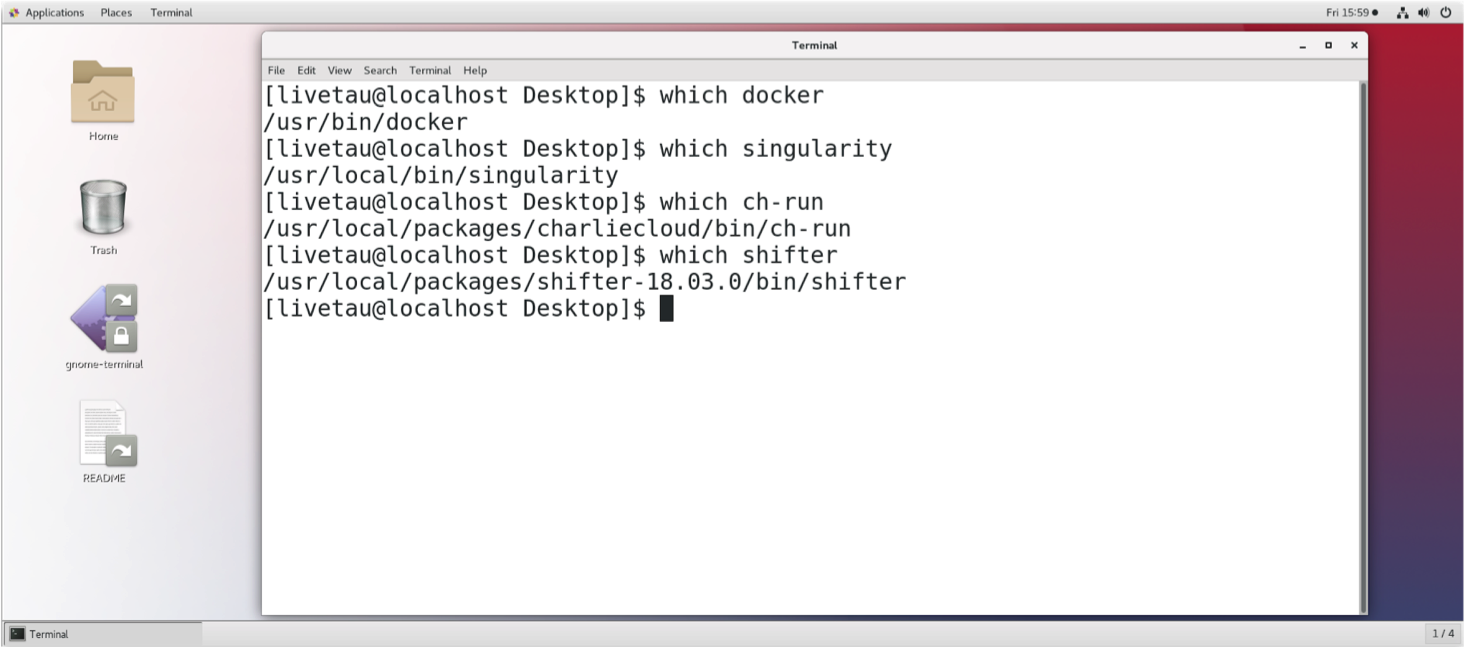 Applications Places Terminal
Fri 15:59
Terminal
File Edit View Search Terminal Help
[livetau@localhost Desktop]$ which docker
/usr/bin/docker
[livetau@localhost Desktop]$ which singularity
/usr/local/bin/singularity
[livetau@localhost Desktop]$ which ch-run
/usr/local/packages/charliecloud/bin/ch-run
[livetau@localhost Desktop]$ which shifter
/usr/local/packages/shifter-18.03.0/bin/shifter
[livetau@localhost Desktop]$
Home
Trash
gnome-terminal
README
Terminal
1 / 4